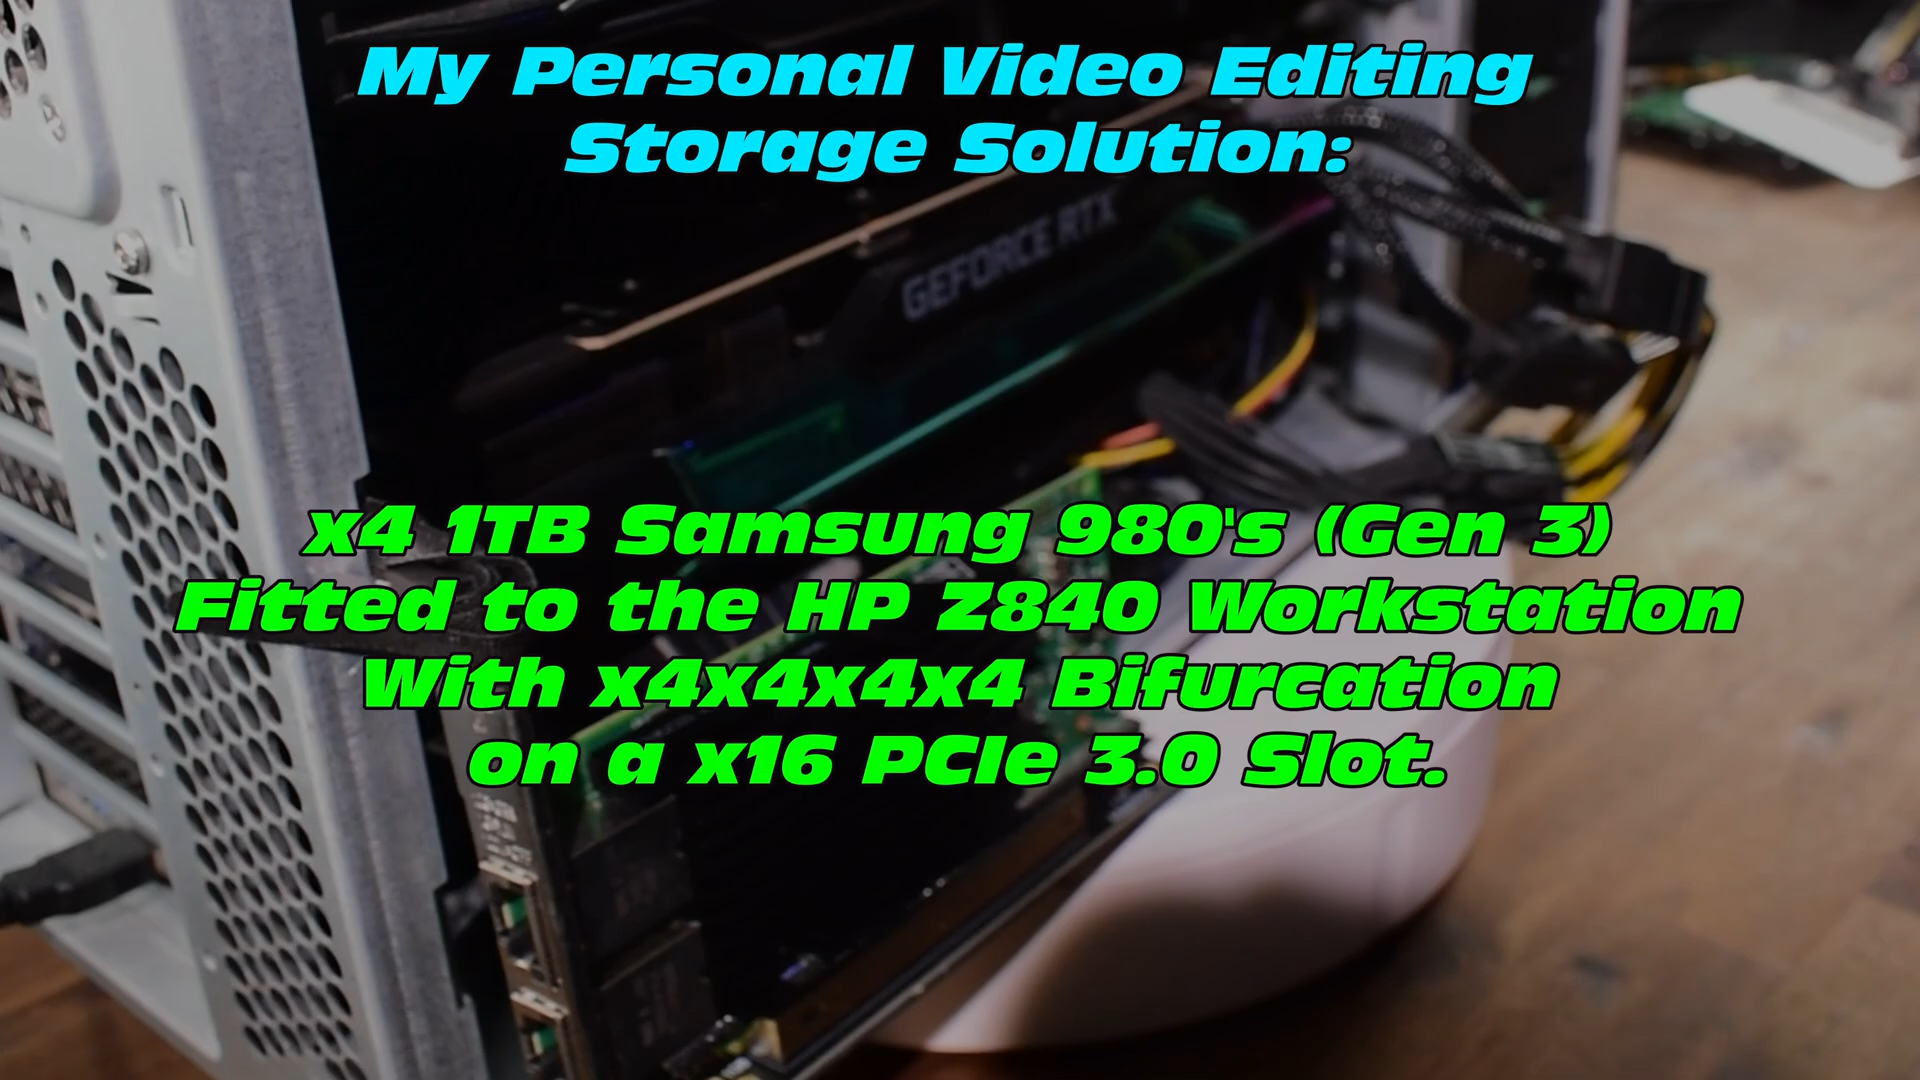 My Personal Video Editing
Storage Solution:
GEFORCE RTX
x4 1TB Samsung 980's (Gen 3)
Fitted to the HP Z840 Workstation
With x4x4x4x4 Bifurcation
on a x16 PCIe 3.0 Slot.